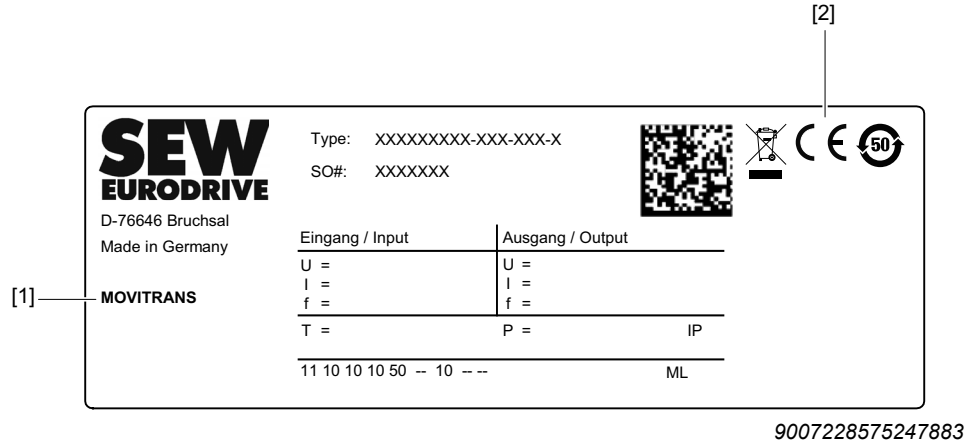 [2]
SEW
EURODRIVE
D-76646 Bruchsal
Made in Germany
[1]
MOVITRANS
Type: XXXXXXXXX-XXX-XXX-X
SO#: XXXXXXX
CE
50
Eingang / Input Ausgang / Output
U = U =
I = I =
f = f =
T = P = IP
11 10 10 10 50 -- 10 -- -- ML
9007228575247883